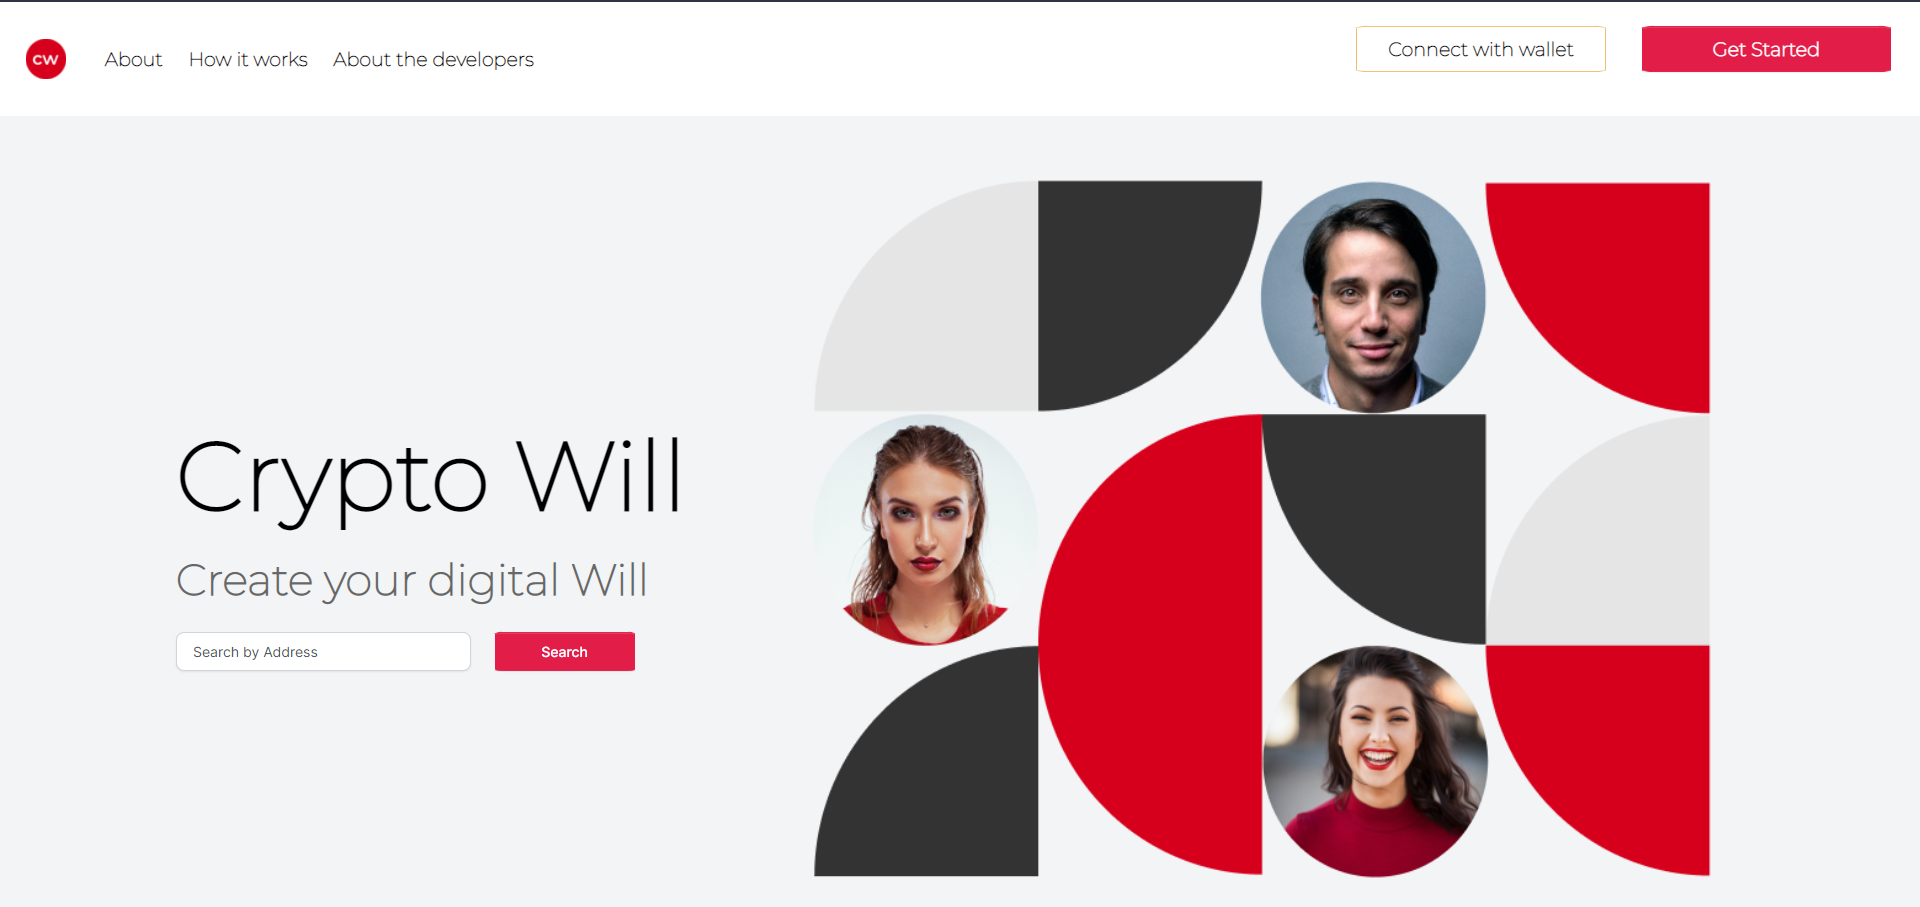 CW
About
How it works
About the developers
Connect with wallet
Get Started
Crypto Will
Create your digital Will
Search by Address
Search